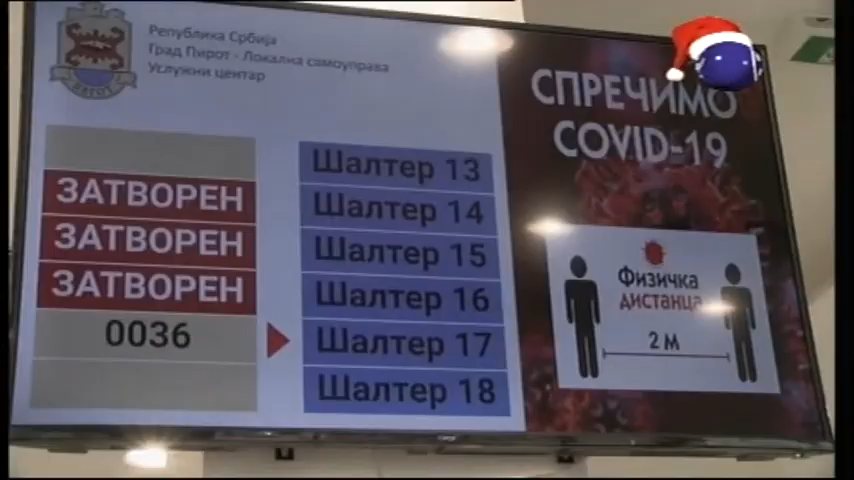 Република Србија
Град Пирот - Локална самоуправа
Услужни центар
ПИРОТ
ЗАТВОРЕН
ЗАТВОРЕН
ЗАТВОРЕН
0036
Шалтер 13
Шалтер 14
Шалтер 15
Шалтер 16
Шалтер 17
Шалтер 18
СПРЕЧИМО
COVID-19
Физичка
дистанца
2 м